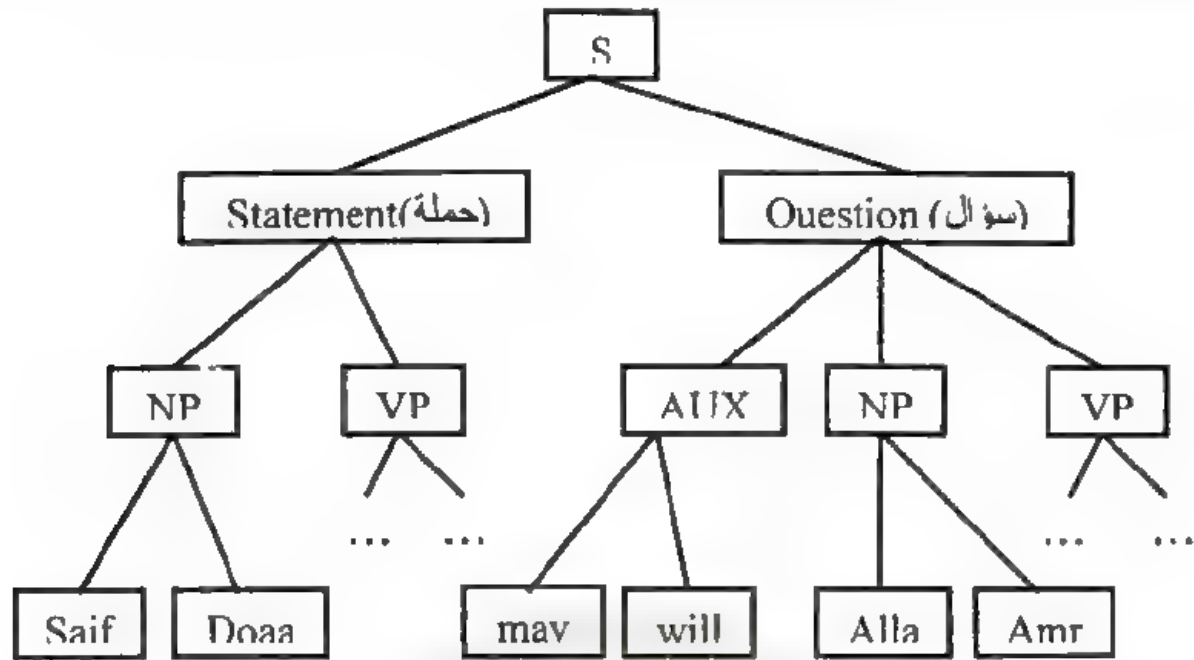 S
Statement(جملة) Question (سؤال)
NP VP AUX NP VP
... ... ... ...
Saif Doaa may will Alla Amr